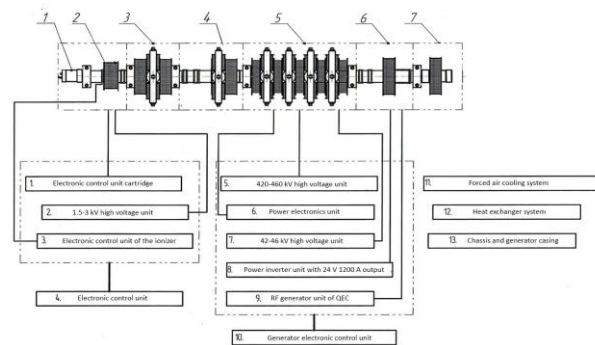 1 2 3 4 5 6 7
1. Electronic control unit cartridge
2. 1.5-3 kV high voltage unit
3. Electronic control unit of the ionizer
4. Electronic control unit
5. 420-460 kV high voltage unit
6. Power electronics unit
7. 42-46 kV high voltage unit
8. Power inverter unit with 24 V 1200 A output
9. RF generator unit of QEC
10. Generator electronic control unit
11. Forced air cooling system
12. Heat exchanger system
13. Chassis and generator casing